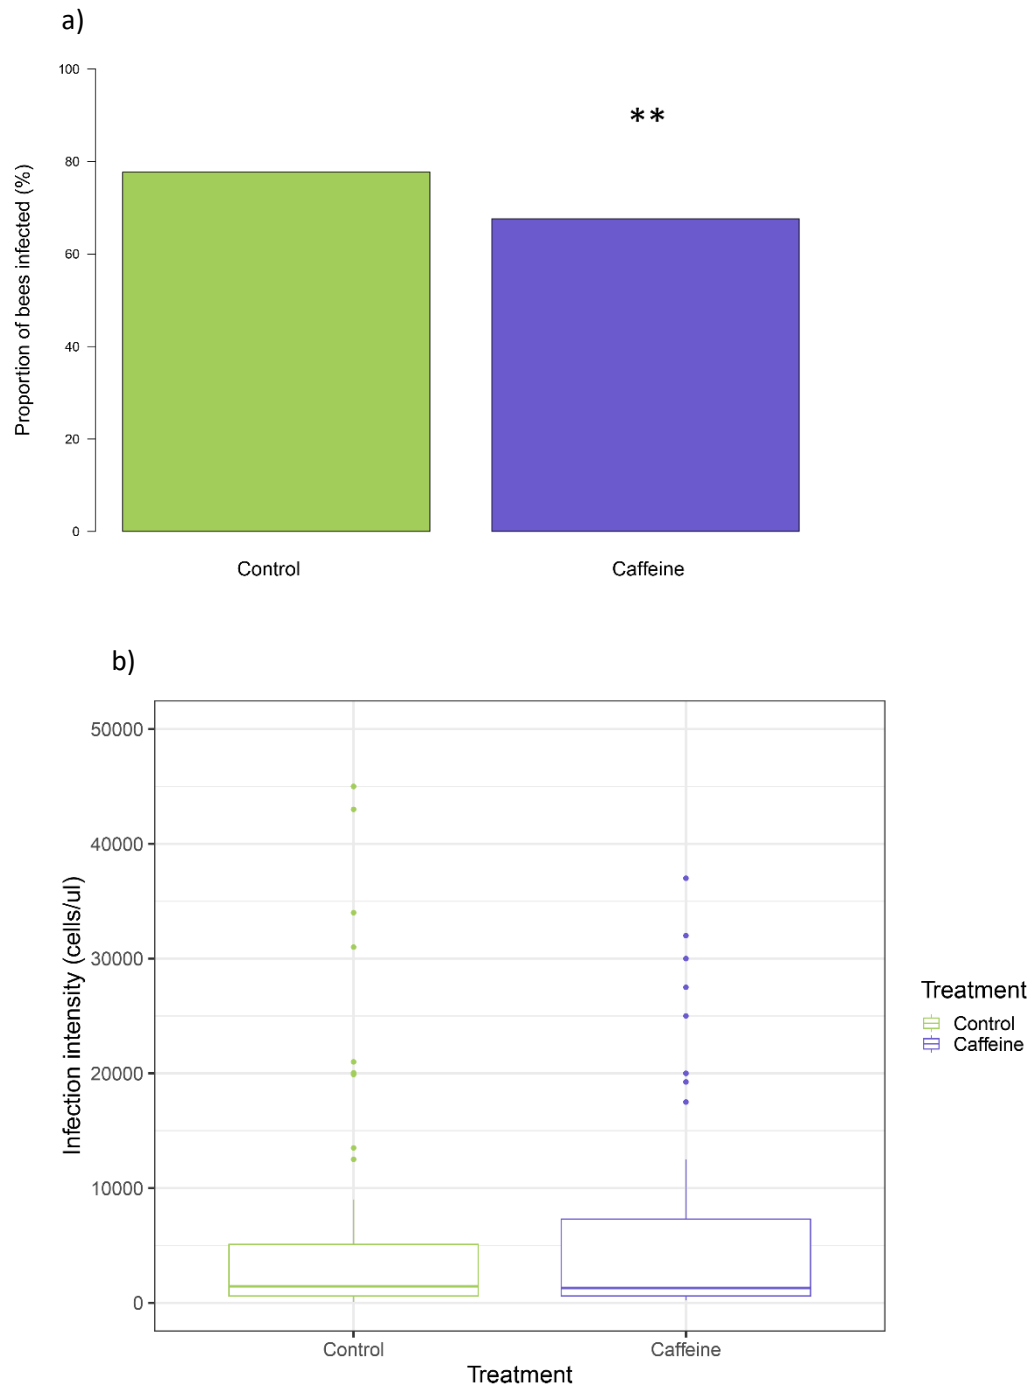 a)
100
80
60
40
20
0
Proportion of bees infected (%)
**
Control
Caffeine
b)
50000
40000
30000
20000
10000
0
Infection intensity (cells/ul)
Control
Caffeine
Treatment
Treatment
Control
Caffeine